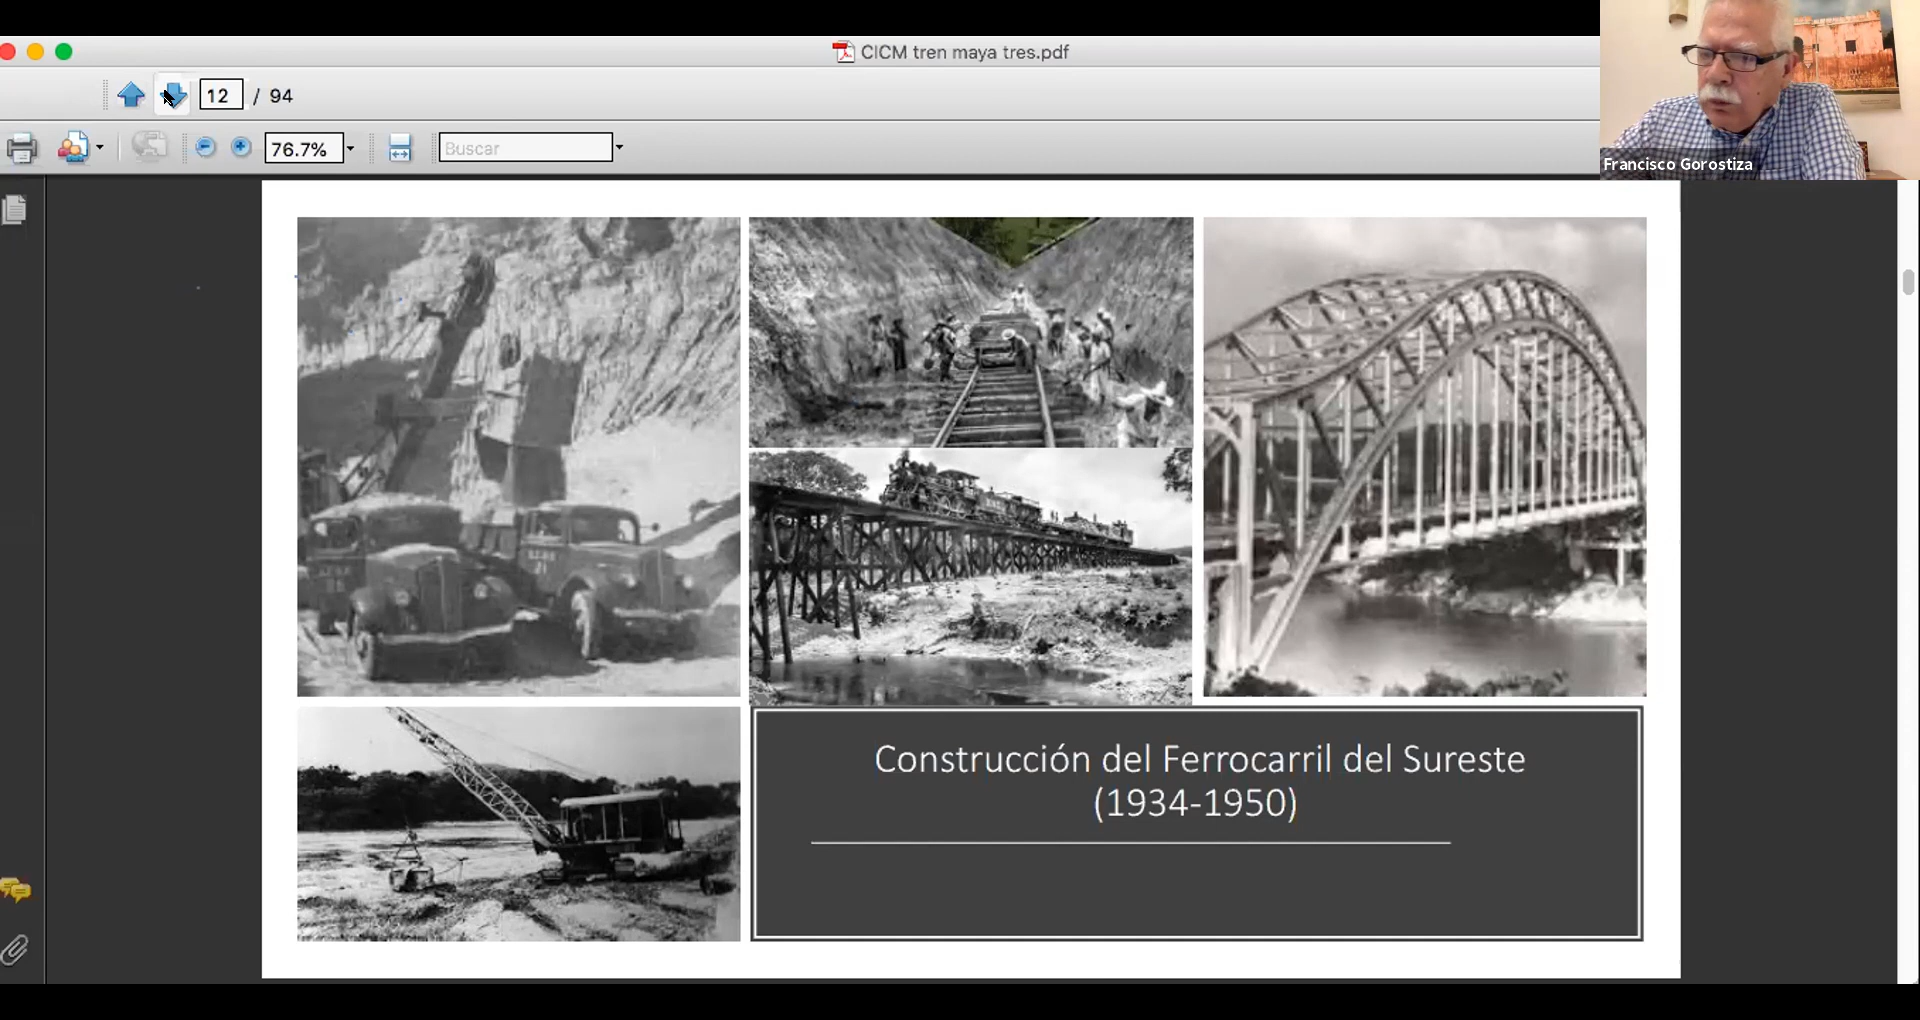 CICM tren maya tres.pdf
12 / 94
76.7%
Buscar
Francisco Gorostiza
Construcción del Ferrocarril del Sureste
(1934-1950)